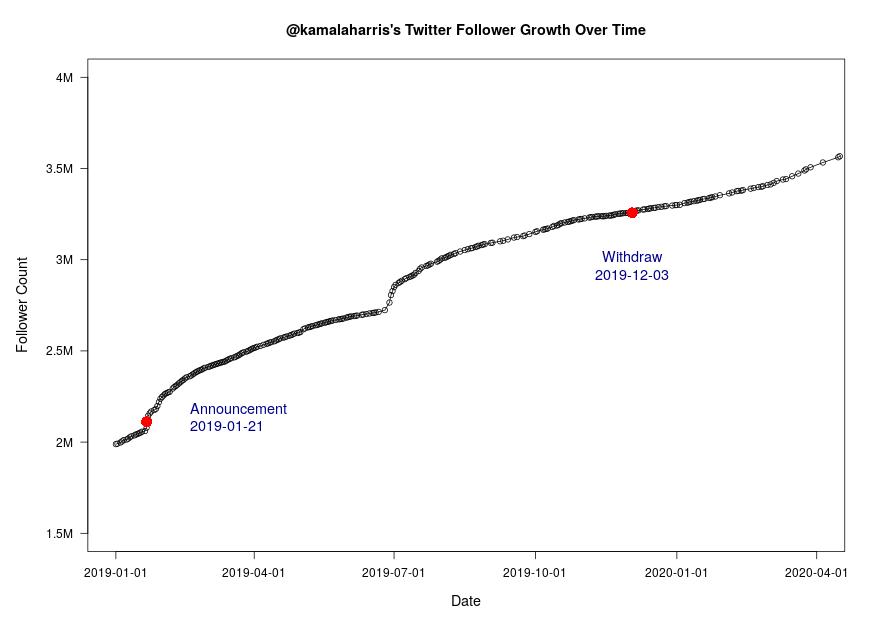 @kamalaharris's Twitter Follower Growth Over Time
4M
3.5M
3M
2.5M
2M
1.5M
Follower Count
Withdraw
2019-12-03
Announcement
2019-01-21
2019-01-01
2019-04-01
2019-07-01
2019-10-01
2020-01-01
2020-04-01
Date